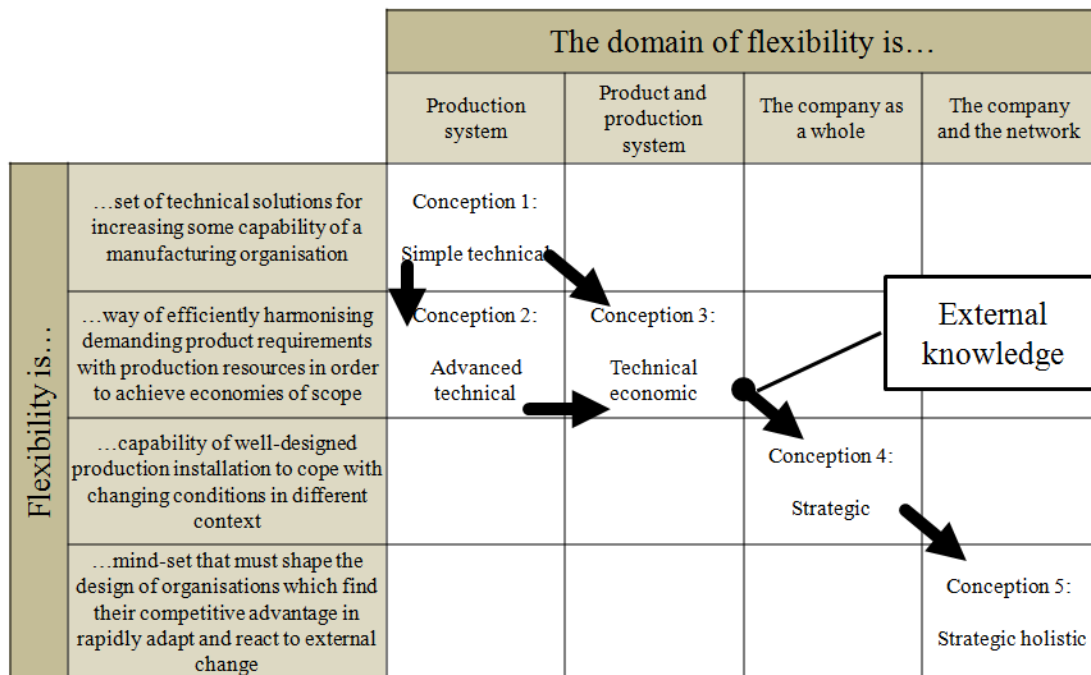 The domain of flexibility is…
Production
system
Product and
production
system
The company as
a whole
The company
and the network
Flexibility is…
…set of technical solutions for
increasing some capability of a
manufacturing organisation
Conception 1:
Simple technical
…way of efficiently harmonising
demanding product requirements
with production resources in order
to achieve economies of scope
Conception 2:
Advanced
technical
Conception 3:
Technical
economic
External
knowledge
…capability of well-designed
production installation to cope with
changing conditions in different
context
Conception 4:
Strategic
…mind-set that must shape the
design of organisations which find
their competitive advantage in
rapidly adapt and react to external
change
Conception 5:
Strategic holistic